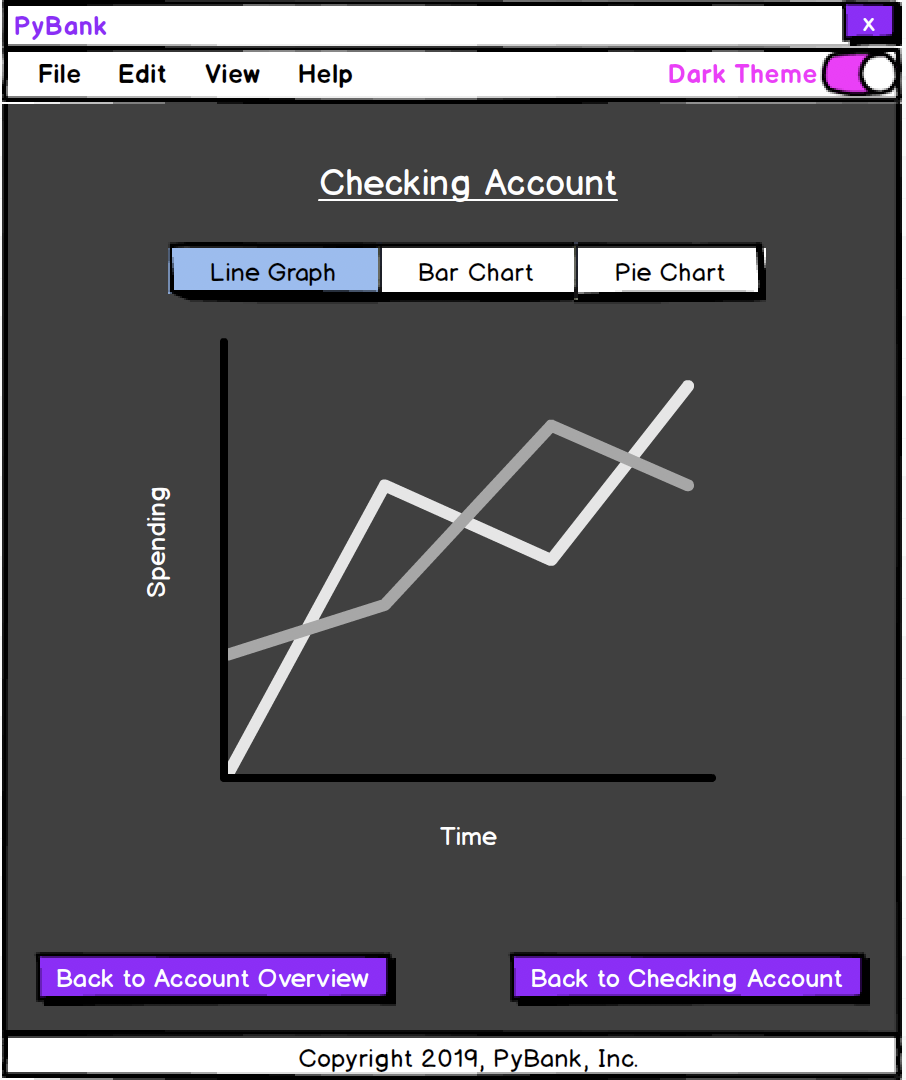 PyBank
x
File Edit View Help Dark Theme
Checking Account
Line Graph Bar Chart Pie Chart
Spending
Time
Back to Account Overview Back to Checking Account
Copyright 2019, PyBank, Inc.